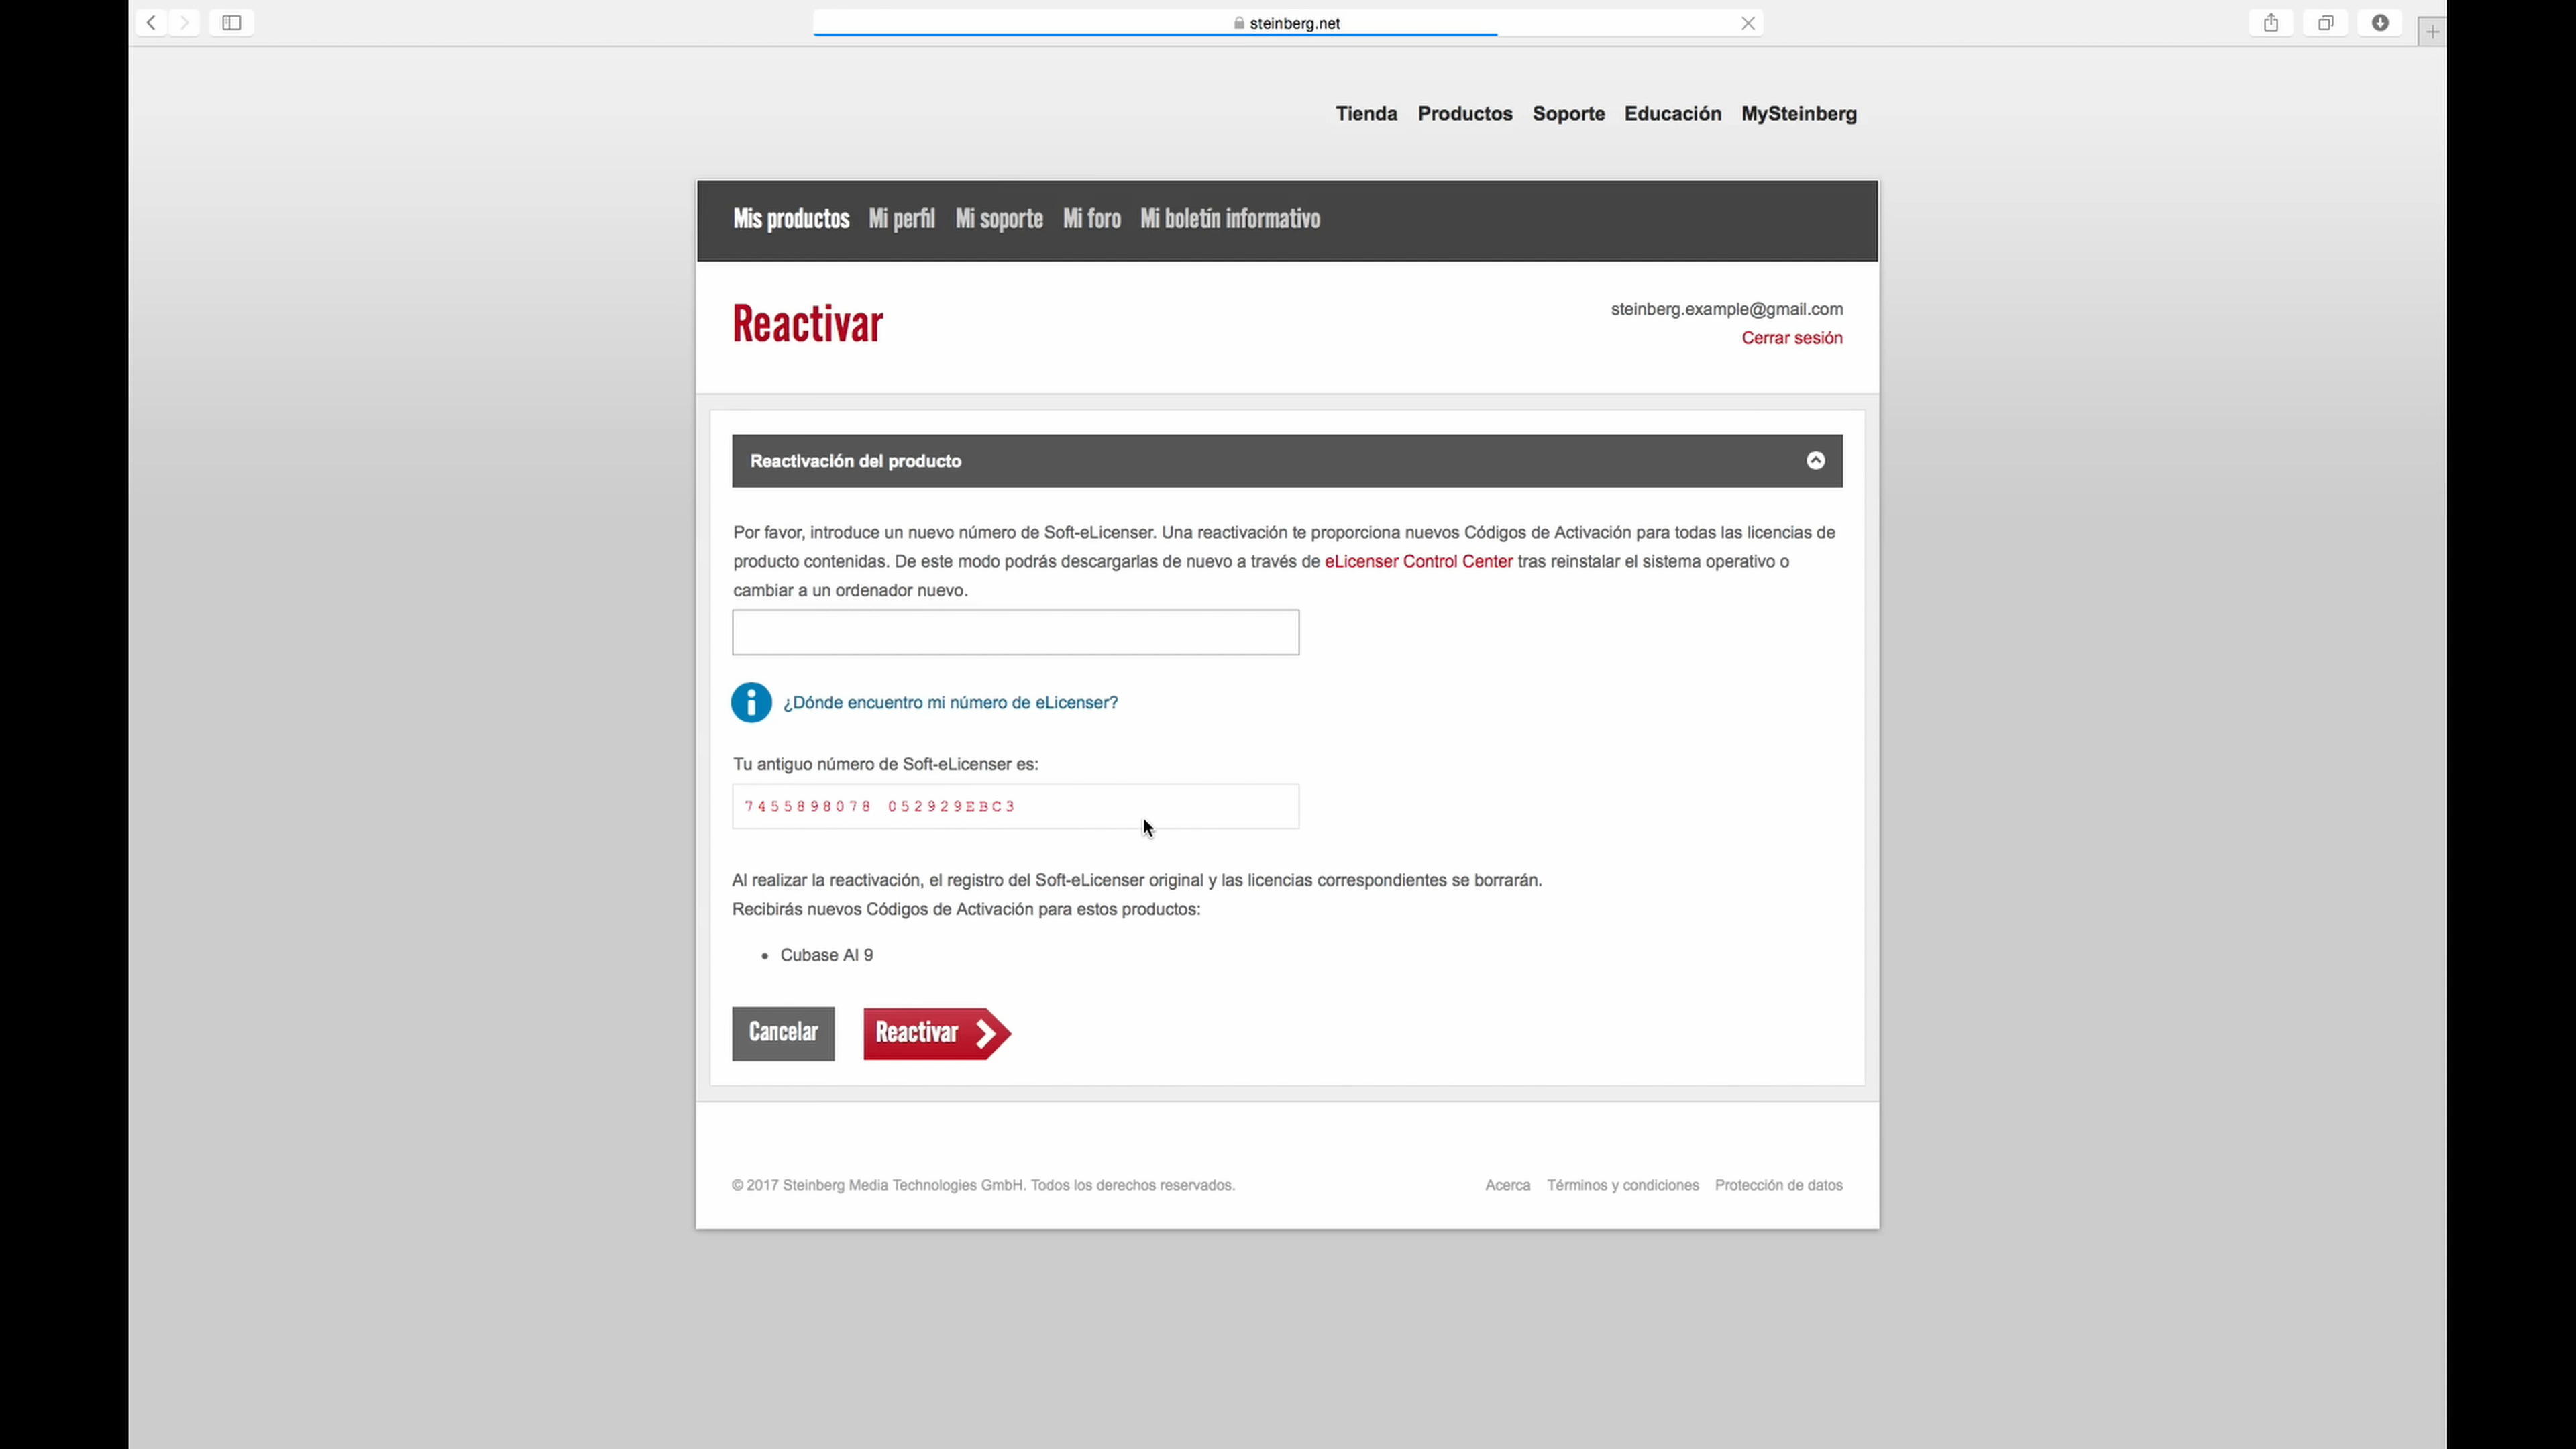 steinberg.net
Tienda Productos Soporte Educación MySteinberg
Mis productos Mi perfil Mi soporte Mi foro Mi boletín informativo
Reactivar
steinberg.example@gmail.com
Cerrar sesión
Reactivación del producto
Por favor, introduce un nuevo número de Soft-eLicenser. Una reactivación te proporciona nuevos Códigos de Activación para todas las licencias de
producto contenidas. De este modo podrás descargarlas de nuevo a través de eLicenser Control Center tras reinstalar el sistema operativo o
cambiar a un ordenador nuevo.
¿Dónde encuentro mi número de eLicenser?
Tu antiguo número de Soft-eLicenser es:
7455898078 052929EBC3
Al realizar la reactivación, el registro del Soft-eLicenser original y las licencias correspondientes se borrarán.
Recibirás nuevos Códigos de Activación para estos productos:
• Cubase AI 9
Cancelar Reactivar
© 2017 Steinberg Media Technologies GmbH. Todos los derechos reservados. Acerca Términos y condiciones Protección de datos